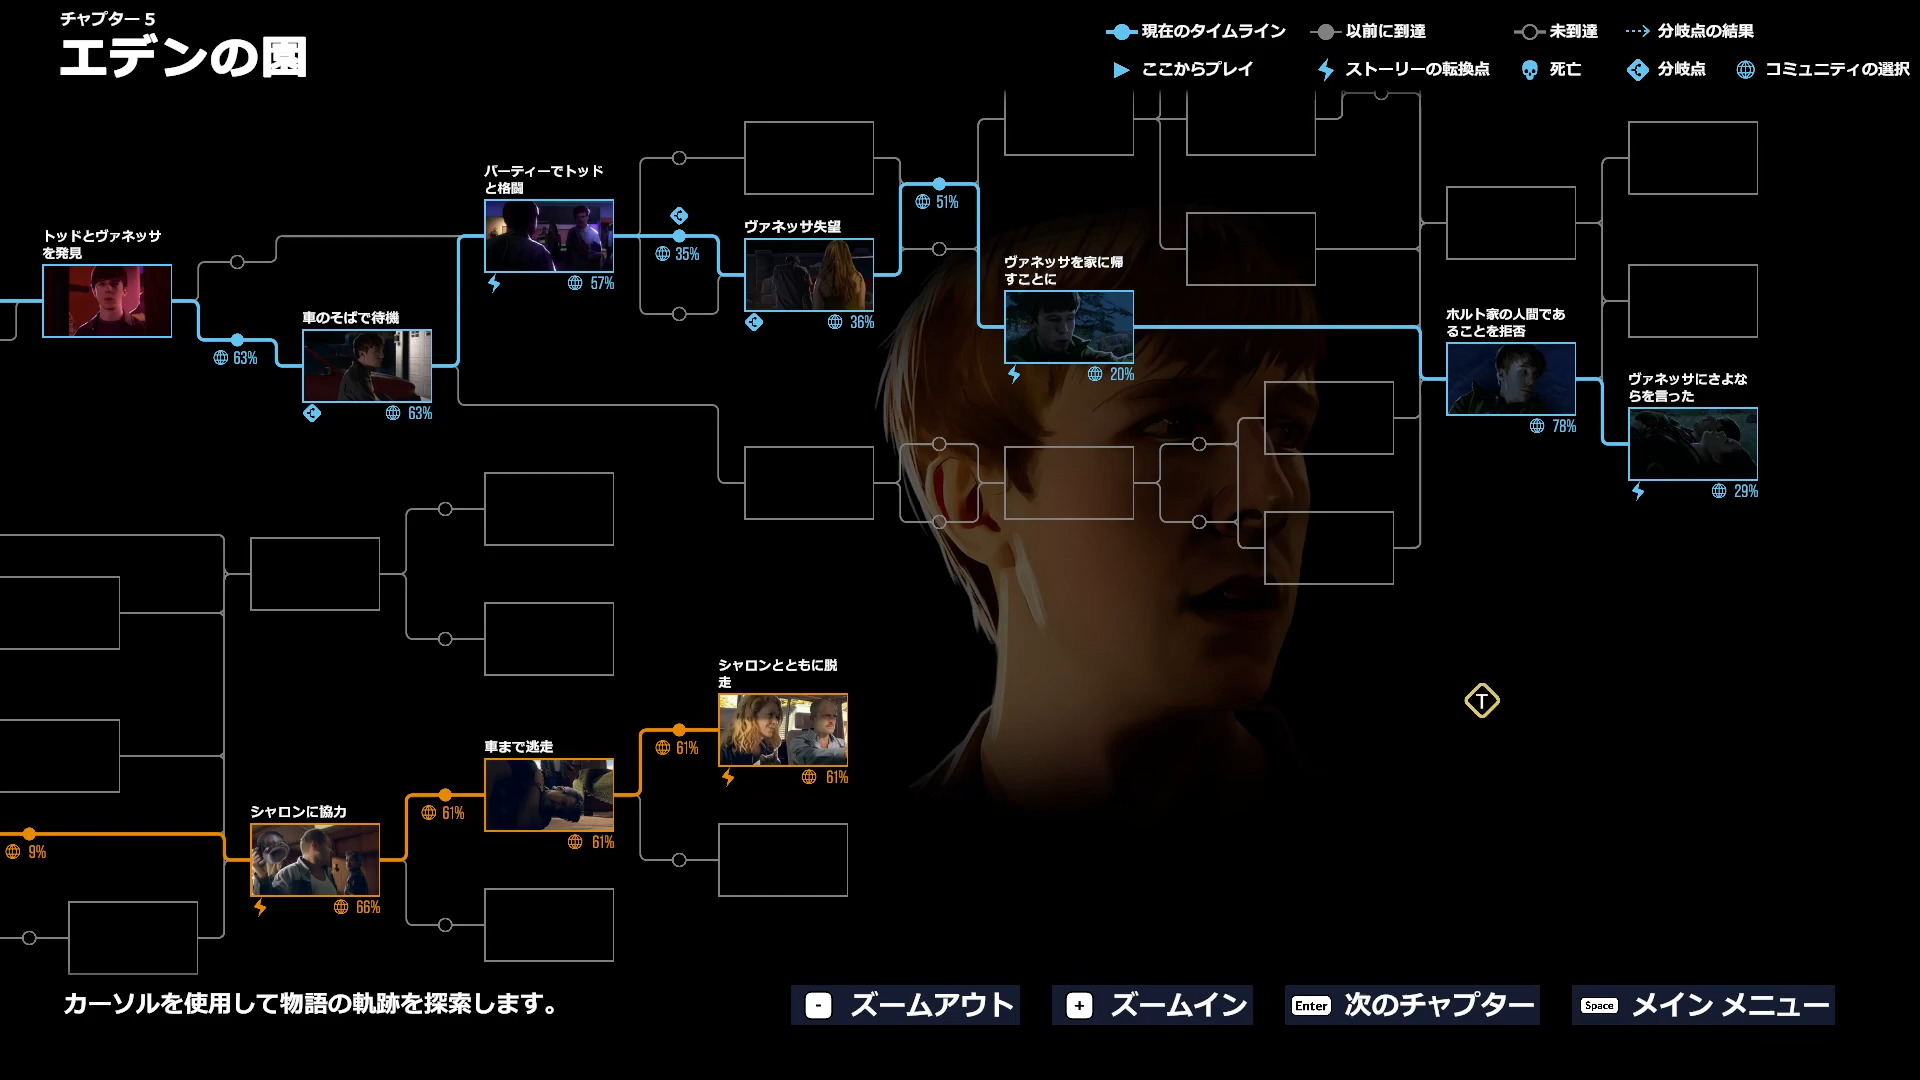 チャプター 5
エデンの園
現在のタイムライン
以前に到達
未到達
分岐点の結果
ここからプレイ
ストーリーの転換点
死亡
分岐点
コミュニティの選択
トッドとヴァネッサ
を発見
63%
車のそばで待機
63%
パーティーでトッド
と格闘
57%
35%
ヴァネッサ失望
36%
51%
ヴァネッサを家に帰
すことに
20%
ホルト家の人間であ
ることを拒否
78%
ヴァネッサにさよな
らを言った
29%
9%
シャロンに協力
66%
61%
車まで逃走
61%
61%
シャロンとともに脱
走
61%
T
カーソルを使用して物語の軌跡を探索します。
- ズームアウト
+ ズームイン
Enter 次のチャプター
Space メイン メニュー